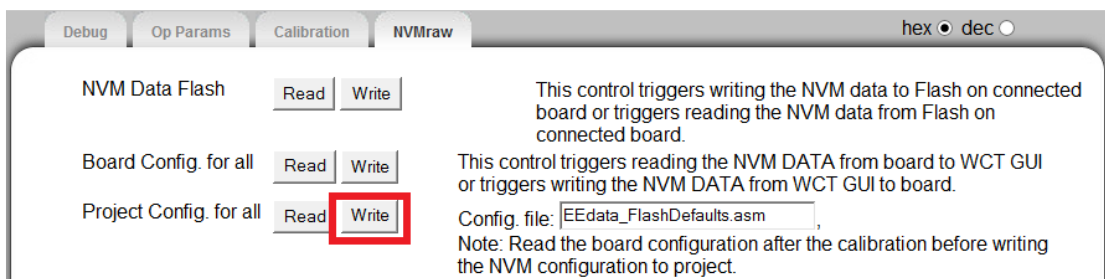 Debug Op Params Calibration NVMraw hex dec
NVM Data Flash Read Write This control triggers writing the NVM data to Flash on connected
board or triggers reading the NVM data from Flash on
connected board.
Board Config. for all Read Write This control triggers reading the NVM DATA from board to WCT GUI
or triggers writing the NVM DATA from WCT GUI to board.
Project Config. for all Read Write Config. file: EEdata_FlashDefaults.asm ,
Note: Read the board configuration after the calibration before writing
the NVM configuration to project.